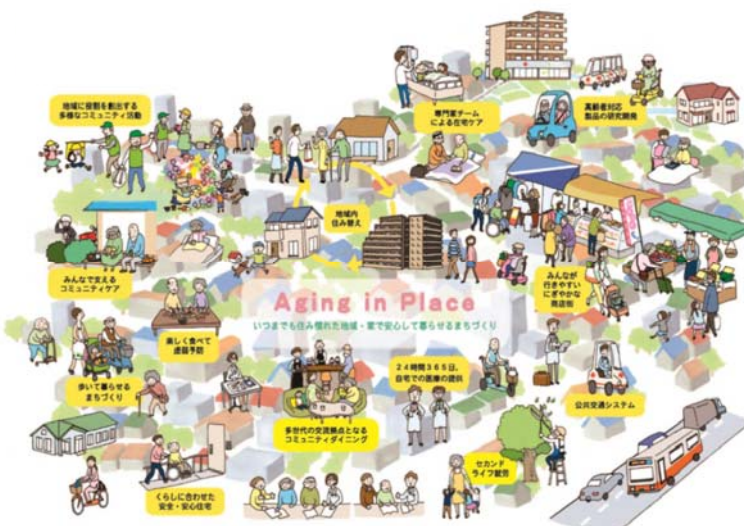 地域に役割を創出する
多様なコミュニティ活動
専門家チーム
による在宅ケア
高齢者対応
製品の研究開発
地域内
住み替え
みんなで支える
コミュニティケア
みんなが
行きやすい
にぎやかな
商店街
Aging in Place
いつまでも住み慣れた地域・家で安心して暮らせるまちづくり
楽しく食べて
虚弱予防
24時間365日、
自宅での医療の提供
歩いて暮らせる
まちづくり
公共交通システム
多世代の交流拠点となる
コミュニティダイニング
セカンド
ライフ就労
くらしに合わせた
安全・安心住宅